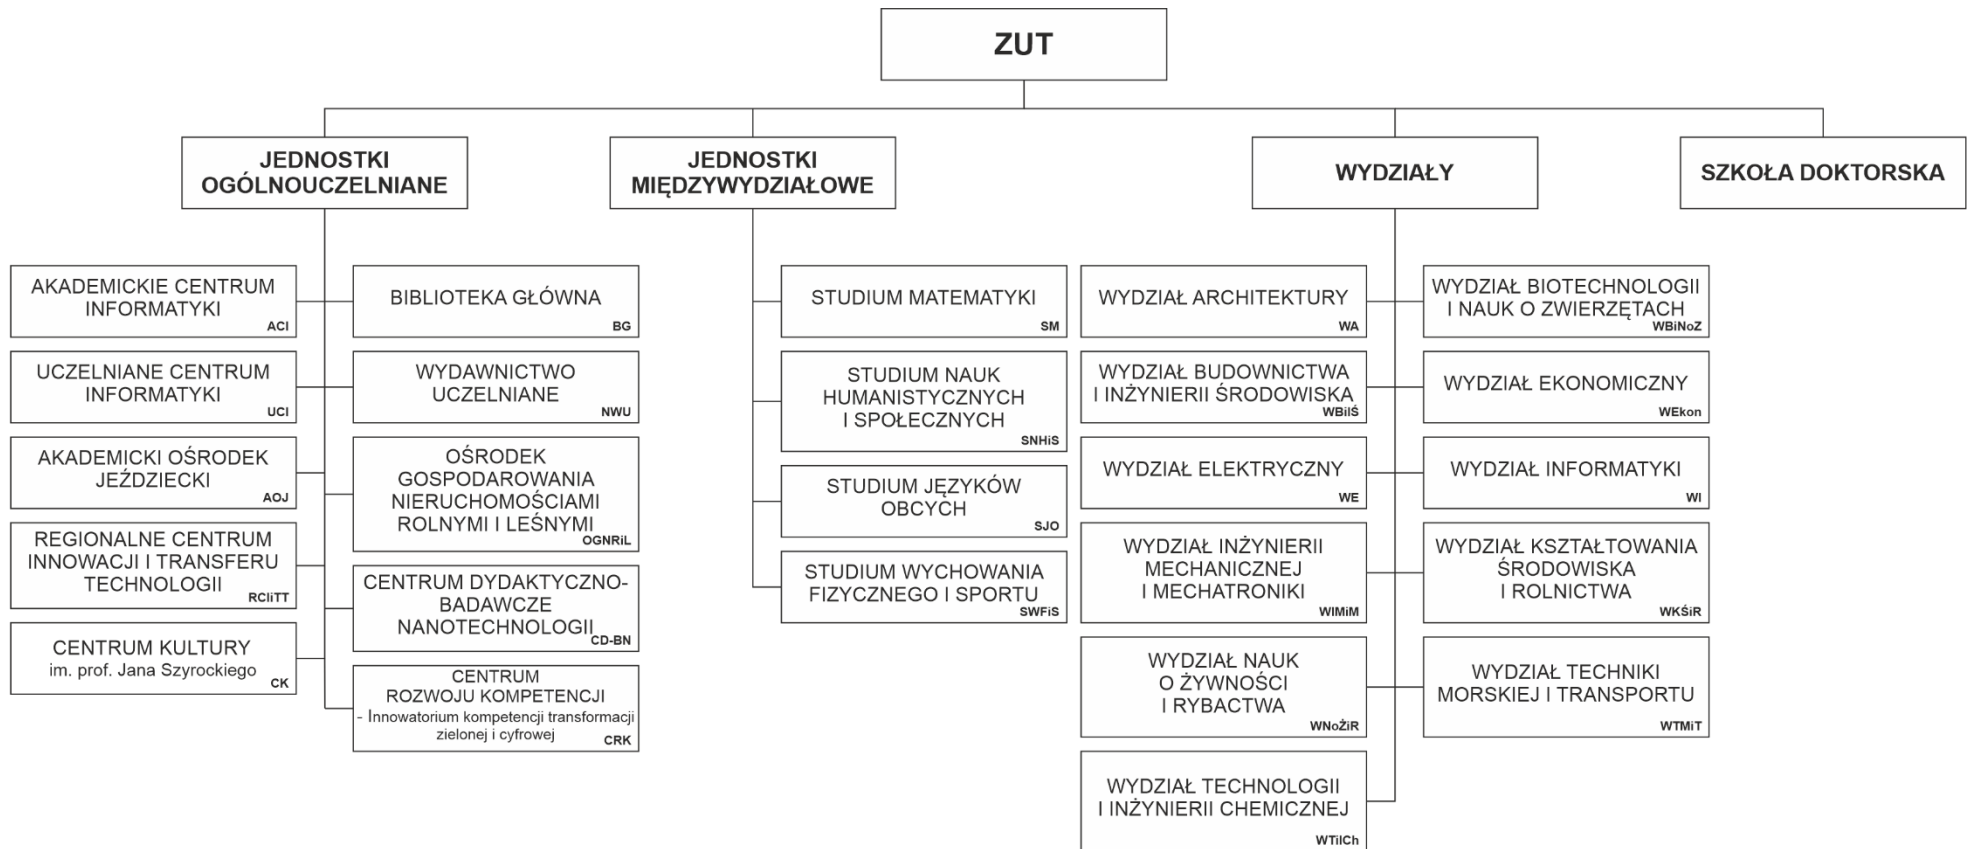 ZUT
JEDNOSTKI
OGÓLNOUCZELNIANE
JEDNOSTKI
MIĘDZYWYDZIAŁOWE
WYDZIAŁY
SZKOŁA DOKTORSKA
AKADEMICKIE CENTRUM
INFORMATYKI
ACI
UCZELNIANE CENTRUM
INFORMATYKI
UCI
AKADEMICKI OŚRODEK
JEŹDZIECKI
AOJ
REGIONALNE CENTRUM
INNOWACJI I TRANSFERU
TECHNOLOGII
RCIiTT
CENTRUM KULTURY
im. prof. Jana Szyrockiego
CK
BIBLIOTEKA GŁÓWNA
BG
WYDAWNICTWO
UCZELNIANE
NWU
OŚRODEK
GOSPODAROWANIA
NIERUCHOMOŚCIAMI
ROLNYMI I LEŚNYMI
OGNRiL
CENTRUM DYDAKTYCZNO-
BADAWCZE
NANOTECHNOLOGII
CD-BN
CENTRUM
ROZWOJU KOMPETENCJI
- Innowatorium kompetencji transformacji
zielonej i cyfrowej
CRK
STUDIUM MATEMATYKI
SM
STUDIUM NAUK
HUMANISTYCZNYCH
I SPOŁECZNYCH
SNHiS
STUDIUM JĘZYKÓW
OBCYCH
SJO
STUDIUM WYCHOWANIA
FIZYCZNEGO I SPORTU
SWFiS
WYDZIAŁ ARCHITEKTURY
WA
WYDZIAŁ BUDOWNICTWA
I INŻYNIERII ŚRODOWISKA
WBiIŚ
WYDZIAŁ ELEKTRYCZNY
WE
WYDZIAŁ INŻYNIERII
MECHANICZNEJ
I MECHATRONIKI
WIMiM
WYDZIAŁ NAUK
O ŻYWNOŚCI
I RYBACTWA
WNoŻiR
WYDZIAŁ TECHNOLOGII
I INŻYNIERII CHEMICZNEJ
WTiICh
WYDZIAŁ BIOTECHNOLOGII
I NAUK O ZWIERZĘTACH
WBiNoZ
WYDZIAŁ EKONOMICZNY
WEkon
WYDZIAŁ INFORMATYKI
WI
WYDZIAŁ KSZTAŁTOWANIA
ŚRODOWISKA
I ROLNICTWA
WKŚiR
WYDZIAŁ TECHNIKI
MORSKIEJ I TRANSPORTU
WTMiT